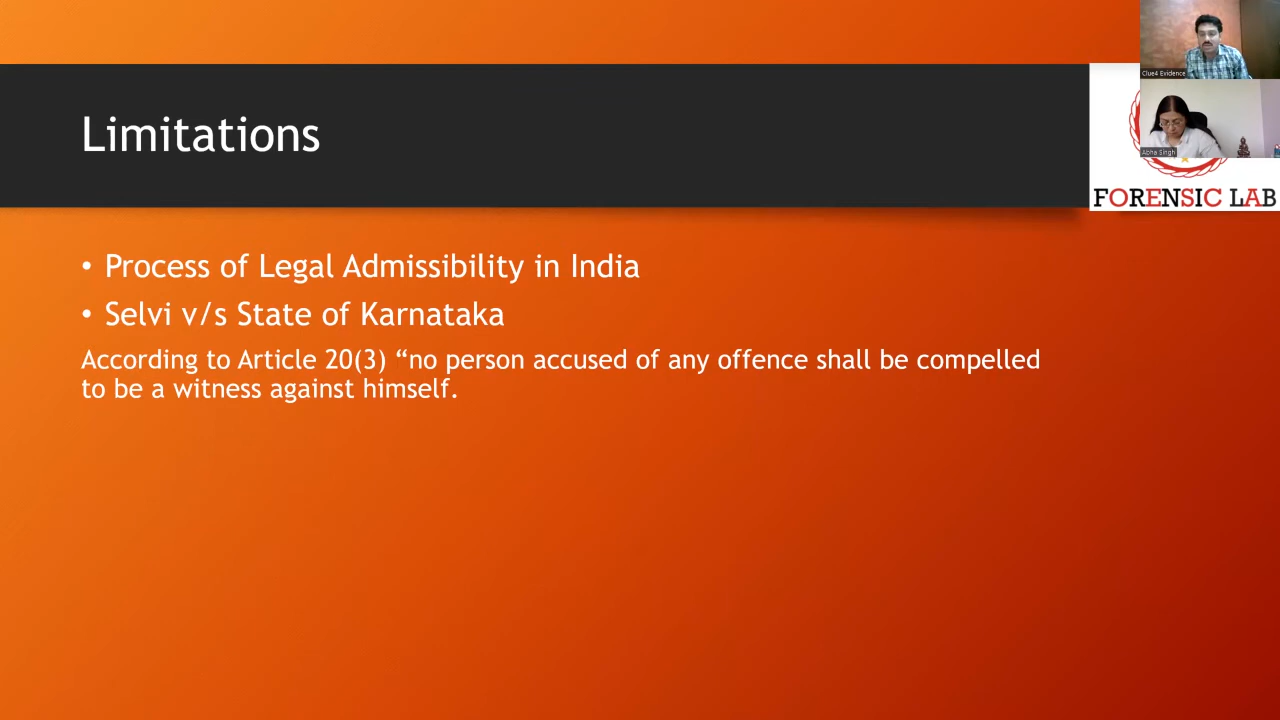 Clue4 Evidence
Abha Singh
FORENSIC LAB
Limitations
• Process of Legal Admissibility in India
• Selvi v/s State of Karnataka
According to Article 20(3) “no person accused of any offence shall be compelled
to be a witness against himself.